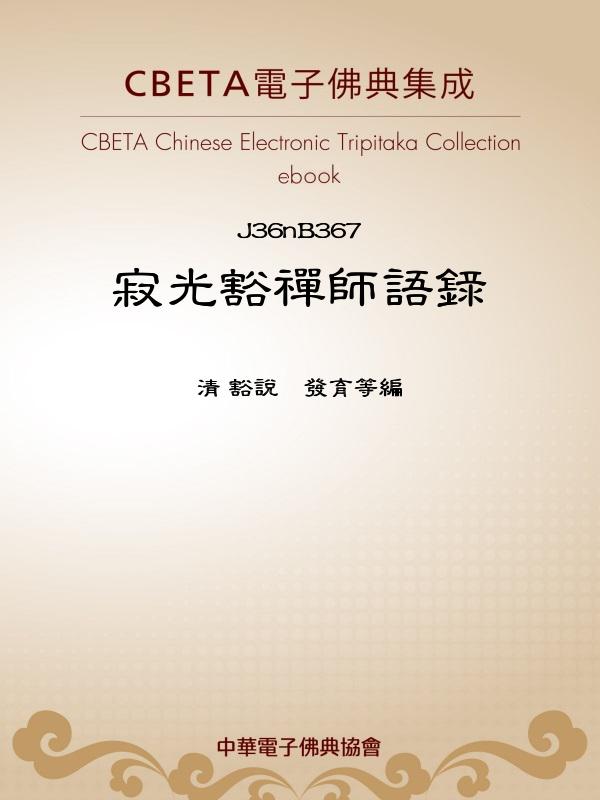 CBETA電子佛典集成
CBETA Chinese Electronic Tripitaka Collection
ebook
J36nB367
寂光豁禪師語錄
清 豁說　發育等編
中華電子佛典協會